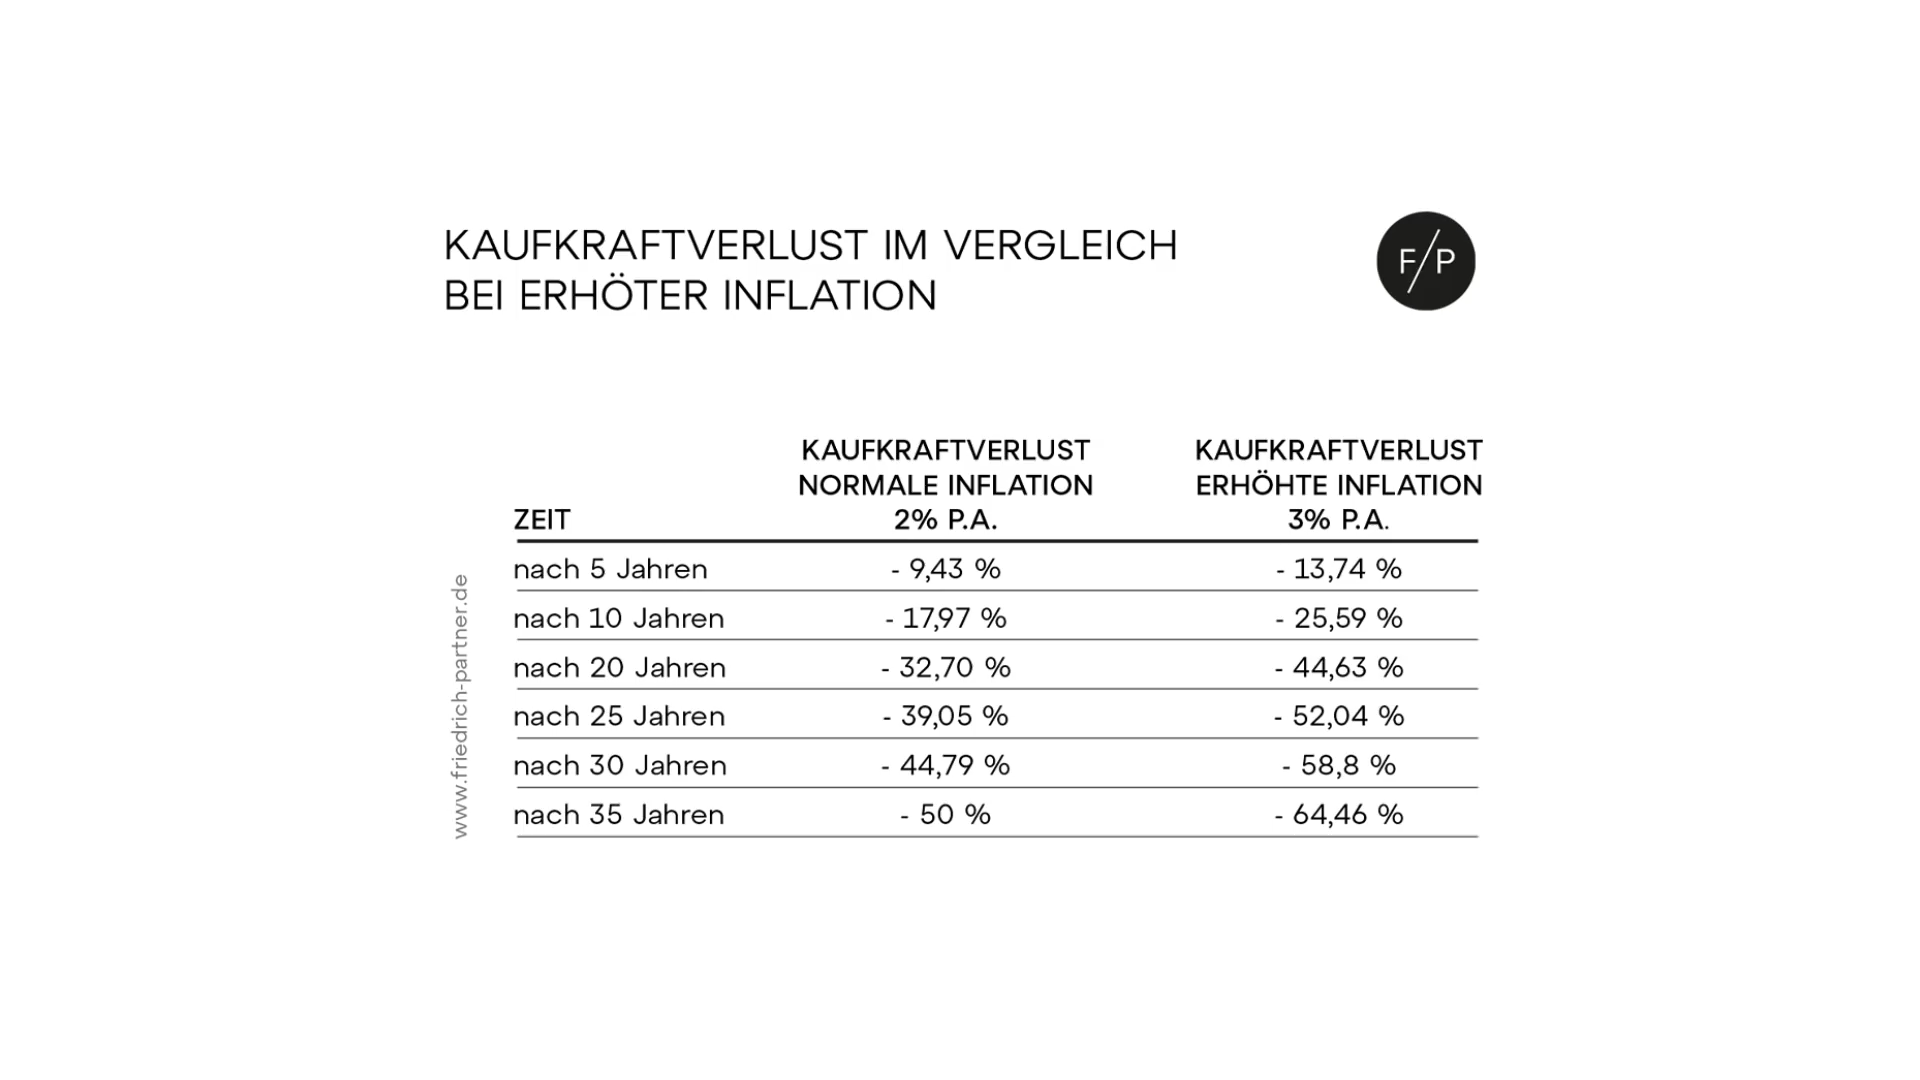 KAUFKRAFTVERLUST IM VERGLEICH
BEI ERHÖTER INFLATION
F/P
KAUFKRAFTVERLUST
NORMALE INFLATION
2% P.A.
KAUFKRAFTVERLUST
ERHÖHTE INFLATION
3% P.A.
ZEIT
nach 5 Jahren - 9,43 % - 13,74 %
nach 10 Jahren - 17,97 % - 25,59 %
nach 20 Jahren - 32,70 % - 44,63 %
nach 25 Jahren - 39,05 % - 52,04 %
nach 30 Jahren - 44,79 % - 58,8 %
nach 35 Jahren - 50 % - 64,46 %
www.friedrich-partner.de